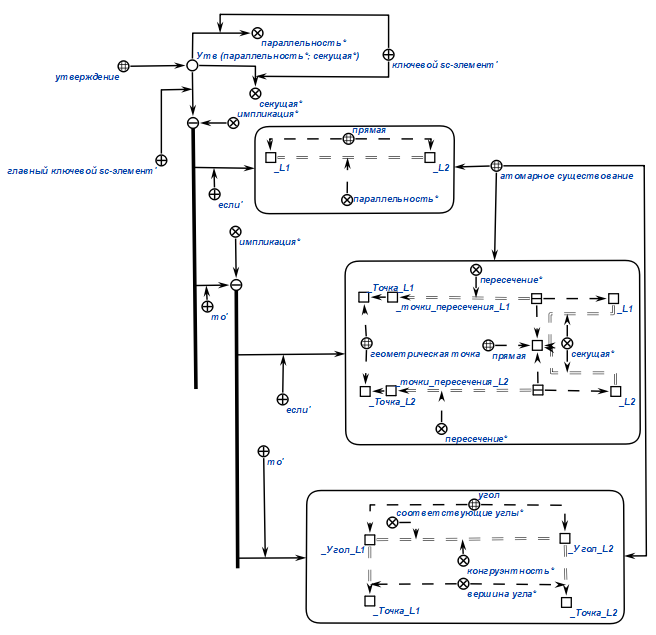 параллельность*
Утв (параллельность*; секущая*)
ключевой sc-элемент'
утверждение
секущая*
импликация*
прямая
главный ключевой sc-элемент'
_L1
_L2
атомарное существование
если'
параллельность*
импликация*
пересечение*
_Точка_L1
_точки_пересечения_L1
_L1
то'
геометрическая точка
прямая
секущая*
_точки_пересечения_L2
_Точка_L2
_L2
если'
пересечение*
то'
угол
соответствующие углы*
_Угол_L1
_Угол_L2
конгруэнтность*
вершина угла*
_Точка_L1
_Точка_L2